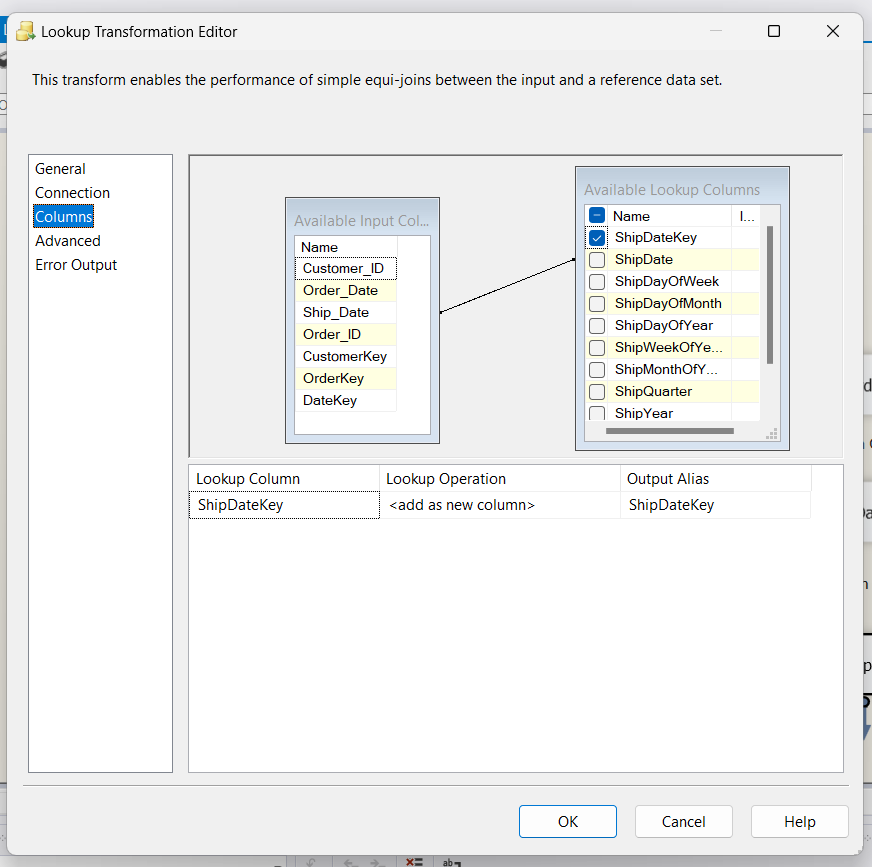 Lookup Transformation Editor
This transform enables the performance of simple equi-joins between the input and a reference data set.
General
Connection
Columns
Advanced
Error Output
Available Input Col...
Name
Customer_ID
Order_Date
Ship_Date
Order_ID
CustomerKey
OrderKey
DateKey
Available Lookup Columns
Name I...
ShipDateKey
ShipDate
ShipDayOfWeek
ShipDayOfMonth
ShipDayOfYear
ShipWeekOfYe...
ShipMonthOfY...
ShipQuarter
ShipYear
Lookup Column Lookup Operation Output Alias
ShipDateKey <add as new column> ShipDateKey
OK Cancel Help